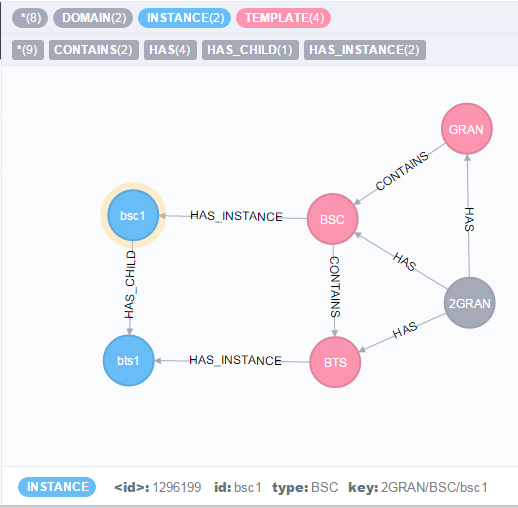 *(8) DOMAIN(2) INSTANCE(2) TEMPLATE(4)
*(9) CONTAINS(2) HAS(4) HAS_CHILD(1) HAS_INSTANCE(2)
GRAN
CONTAINS
HAS
bsc1
HAS_INSTANCE
BSC
HAS
HAS_CHILD
CONTAINS
2GRAN
HAS
bts1
HAS_INSTANCE
BTS
INSTANCE <id>: 1296199 id: bsc1 type: BSC key: 2GRAN/BSC/bsc1